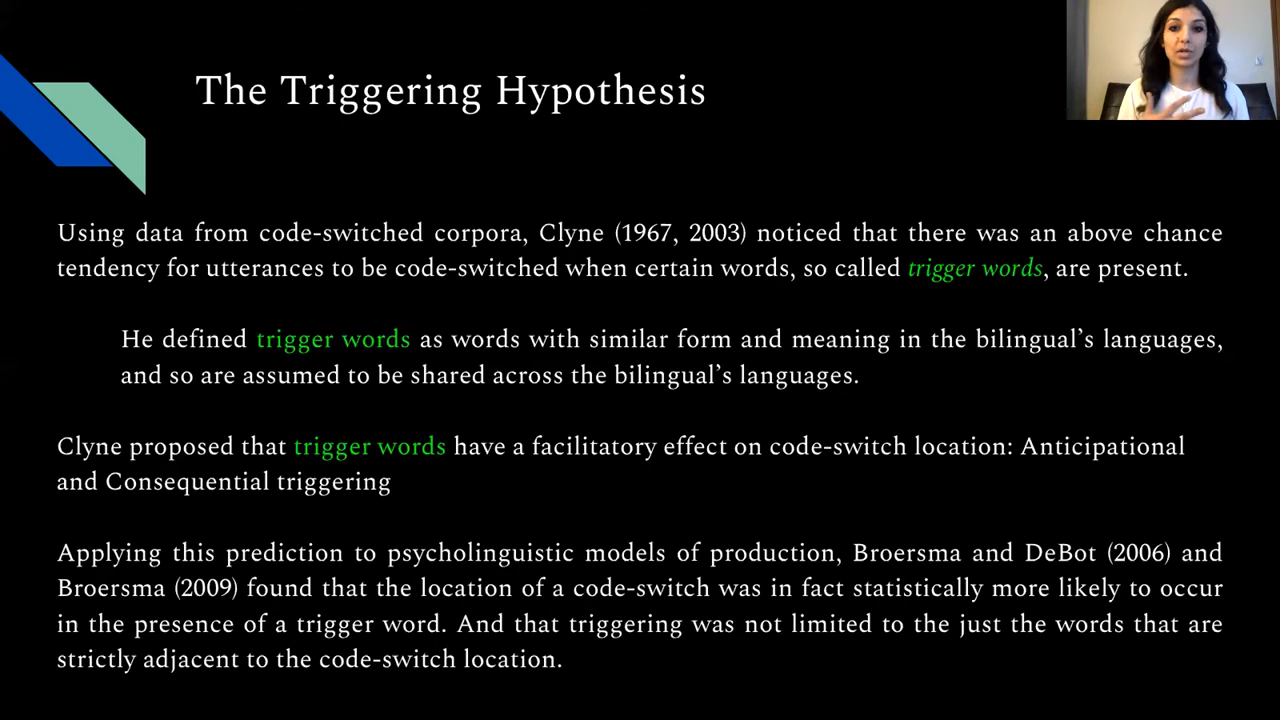 The Triggering Hypothesis
Using data from code-switched corpora, Clyne (1967, 2003) noticed that there was an above chance
tendency for utterances to be code-switched when certain words, so called trigger words, are present.
He defined trigger words as words with similar form and meaning in the bilingual’s languages,
and so are assumed to be shared across the bilingual’s languages.
Clyne proposed that trigger words have a facilitatory effect on code-switch location: Anticipational
and Consequential triggering
Applying this prediction to psycholinguistic models of production, Broersma and DeBot (2006) and
Broersma (2009) found that the location of a code-switch was in fact statistically more likely to occur
in the presence of a trigger word. And that triggering was not limited to the just the words that are
strictly adjacent to the code-switch location.